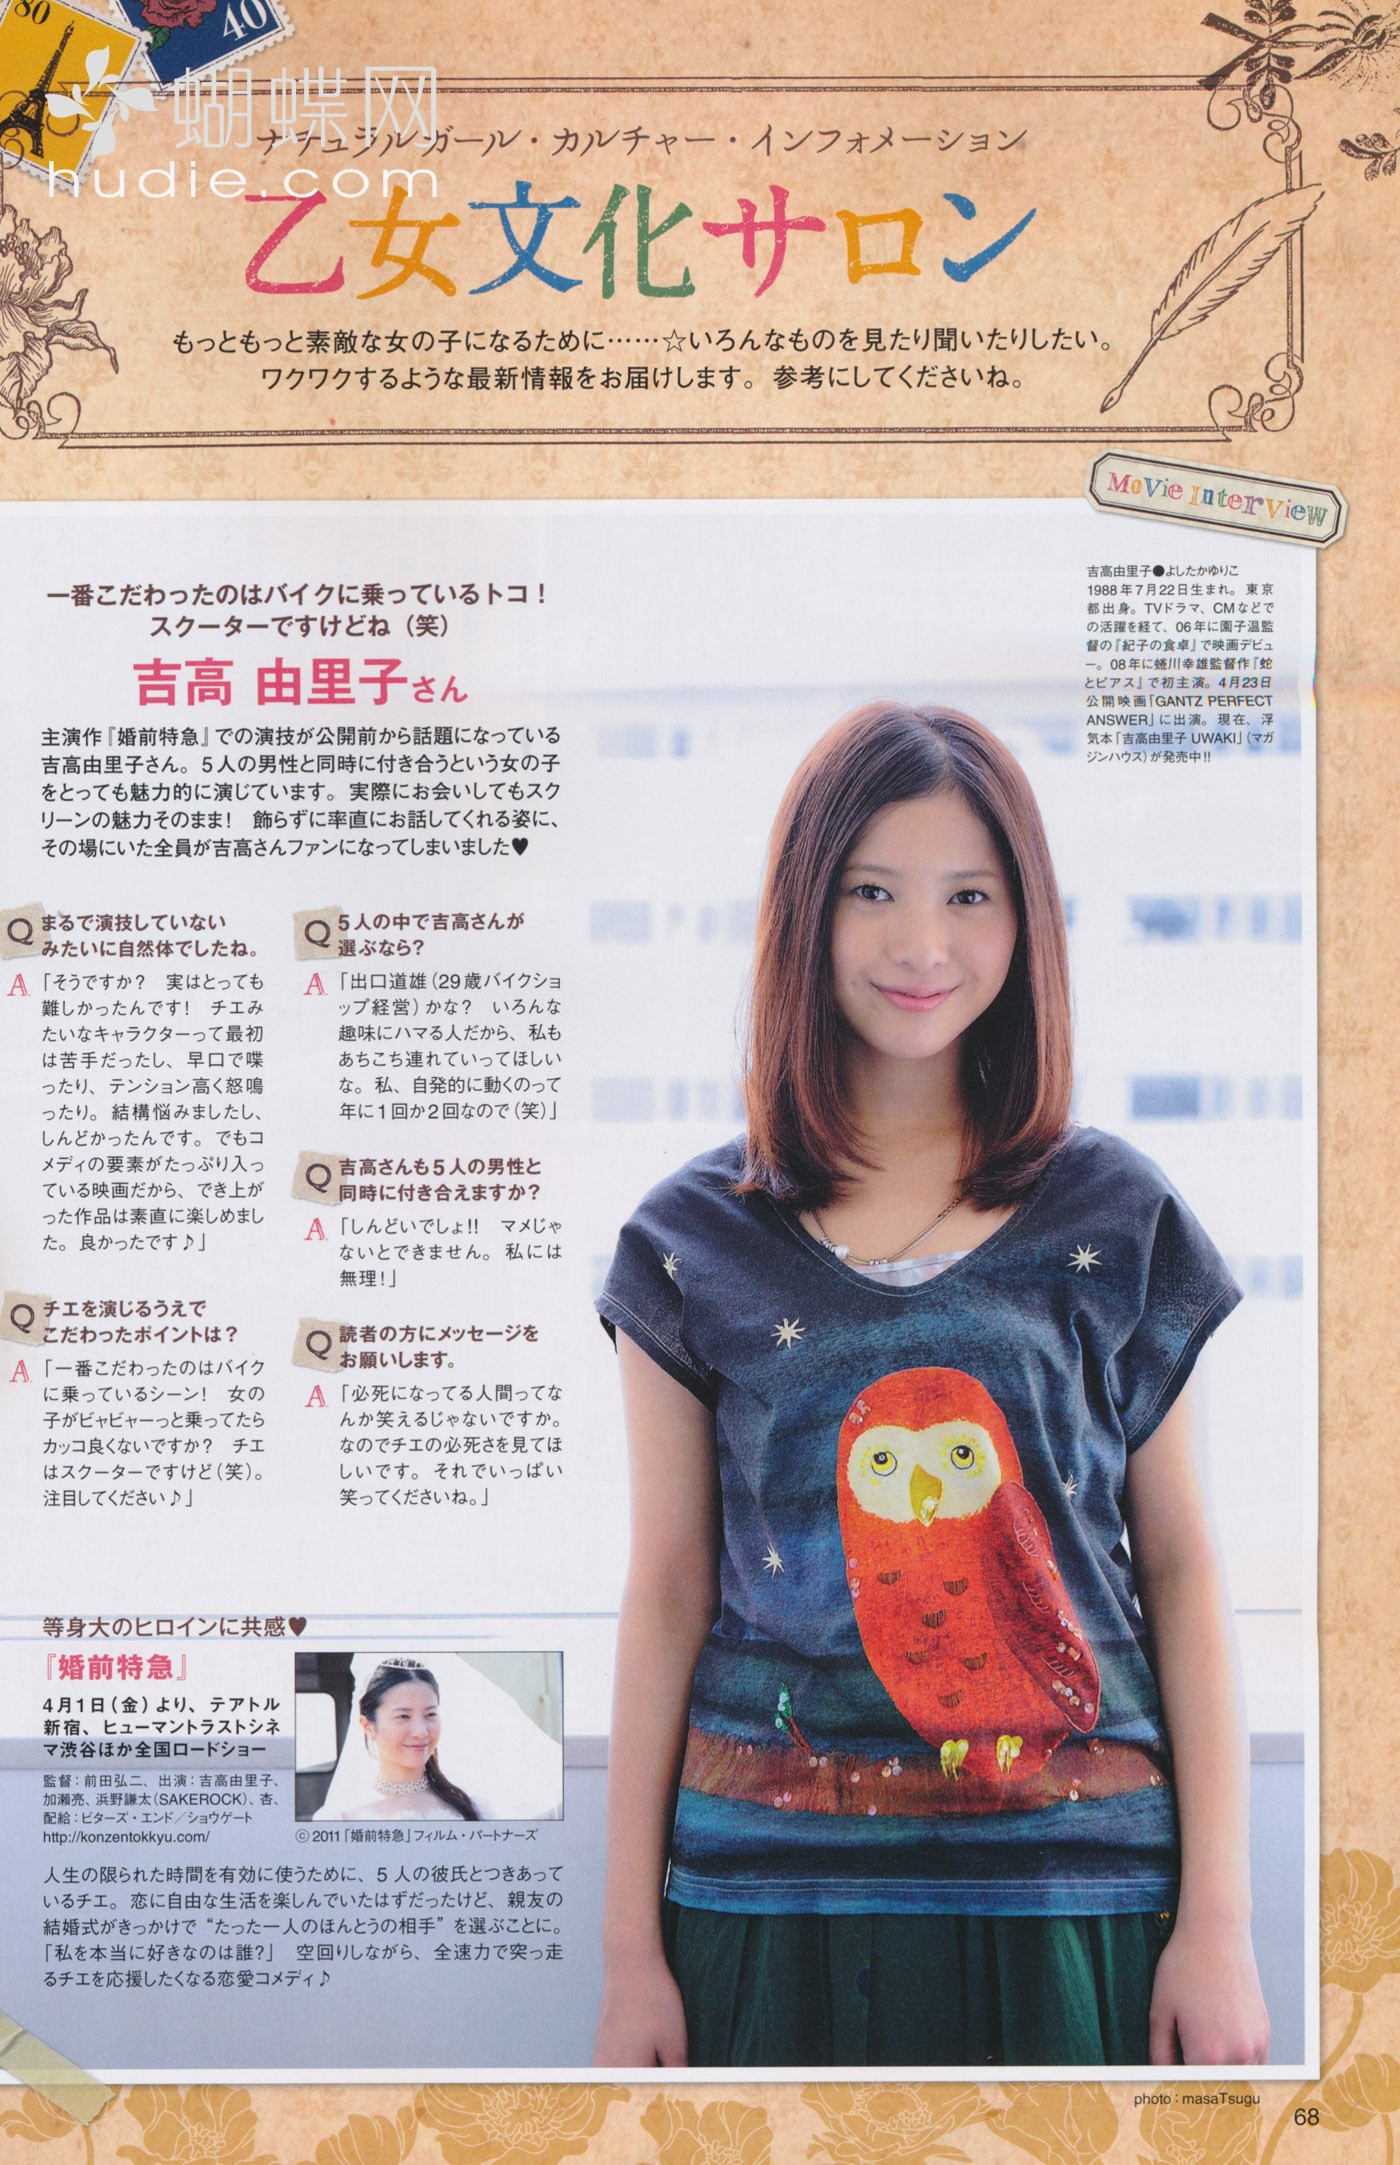 80
40
蝴蝶网
hudie.com
ナチュラルガール・カルチャー・インフォメーション
乙女文化サロン
もっともっと素敵な女の子になるために……☆いろんなものを見たり聞いたりしたい。
ワクワクするような最新情報をお届けします。参考にしてくださいね。
Movie Interview
一番こだわったのはバイクに乗っているトコ！
スクーターですけどね（笑）
吉高 由里子さん
主演作『婚前特急』での演技が公開前から話題になっている
吉高由里子さん。5人の男性と同時に付き合うという女の子
をとっても魅力的に演じています。実際にお会いしてもスク
リーンの魅力そのまま！　飾らずに率直にお話してくれる姿に、
その場にいた全員が吉高さんファンになってしまいました♥
吉高由里子●よしたかゆりこ
1988年7月22日生まれ。東京
都出身。TVドラマ、CMなどで
の活躍を経て、06年に園子温監
督の『紀子の食卓』で映画デビュ
ー。08年に蜷川幸雄監督作『蛇
とピアス』で初主演。4月23日
公開映画「GANTZ PERFECT
ANSWER」に出演。現在、浮
気本「吉高由里子 UWAKI」（マガ
ジンハウス）が発売中!!
Q まるで演技していない
みたいに自然体でしたね。
A 「そうですか？　実はとっても
難しかったんです！　チエみ
たいなキャラクターって最初
は苦手だったし、早口で喋
ったり、テンション高く怒鳴
ったり。結構悩みましたし、
しんどかったんです。でもコ
メディの要素がたっぷり入っ
ている映画だから、でき上が
った作品は素直に楽しめまし
た。良かったです♪」
Q チエを演じるうえで
こだわったポイントは？
A 「一番こだわったのはバイク
に乗っているシーン！　女の
子がビャビャーっと乗ってたら
カッコ良くないですか？　チエ
はスクーターですけど（笑）。
注目してください♪」
Q 5人の中で吉高さんが
選ぶなら？
A 「出口道雄（29歳バイクショ
ップ経営）かな？　いろんな
趣味にハマる人だから、私も
あちこち連れていってほしい
な。私、自発的に動くのって
年に1回か2回なので（笑）」
Q 吉高さんも5人の男性と
同時に付き合えますか？
A 「しんどいでしょ!!　マメじゃ
ないとできません。私には
無理！」
Q 読者の方にメッセージを
お願いします。
A 「必死になってる人間ってな
んか笑えるじゃないですか。
なのでチエの必死さを見てほ
しいです。それでいっぱい
笑ってくださいね。」
等身大のヒロインに共感♥
『婚前特急』
4月1日（金）より、テアトル
新宿、ヒューマントラストシネ
マ渋谷ほか全国ロードショー
監督：前田弘二、出演：吉高由里子、
加瀬亮、浜野謙太（SAKEROCK）、杏、
配給：ビターズ・エンド／ショウゲート
http://konzentokkyu.com/
ⓒ2011「婚前特急」フィルム・パートナーズ
人生の限られた時間を有効に使うために、5人の彼氏とつきあって
いるチエ。恋に自由な生活を楽しんでいたはずだったけど、親友の
結婚式がきっかけで“たった一人のほんとうの相手”を選ぶことに。
「私を本当に好きなのは誰？」　空回りしながら、全速力で突っ走
るチエを応援したくなる恋愛コメディ♪
photo：masaTsugu
68